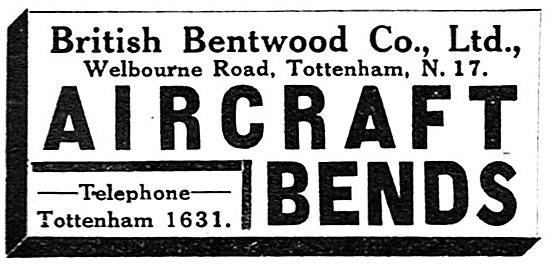 British Bentwood Co., Ltd.,
Welbourne Road, Tottenham, N. 17.
AIRCRAFT
BENDS
—Telephone—
Tottenham 1631.